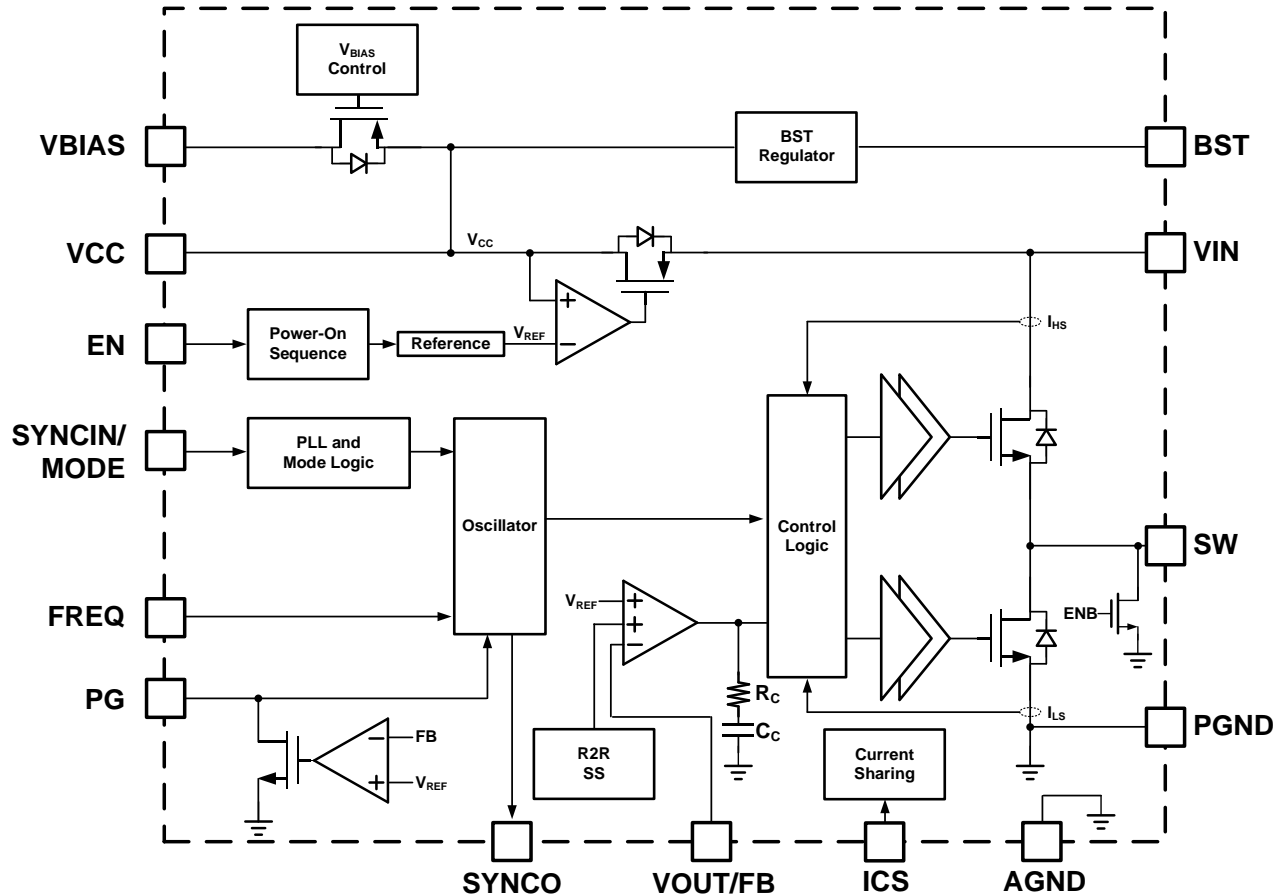 VBIAS
Control
VBIAS
BST
Regulator
BST
VCC
VCC
VIN
EN
Power-On
Sequence
Reference
VREF
+
−
IHS
SYNCIN/
MODE
PLL and
Mode Logic
Oscillator
Control
Logic
SW
FREQ
VREF
+
+
−
ENB
PG
RC
CC
ILS
PGND
FB
−
VREF
+
R2R
SS
Current
Sharing
SYNCO
VOUT/FB
ICS
AGND